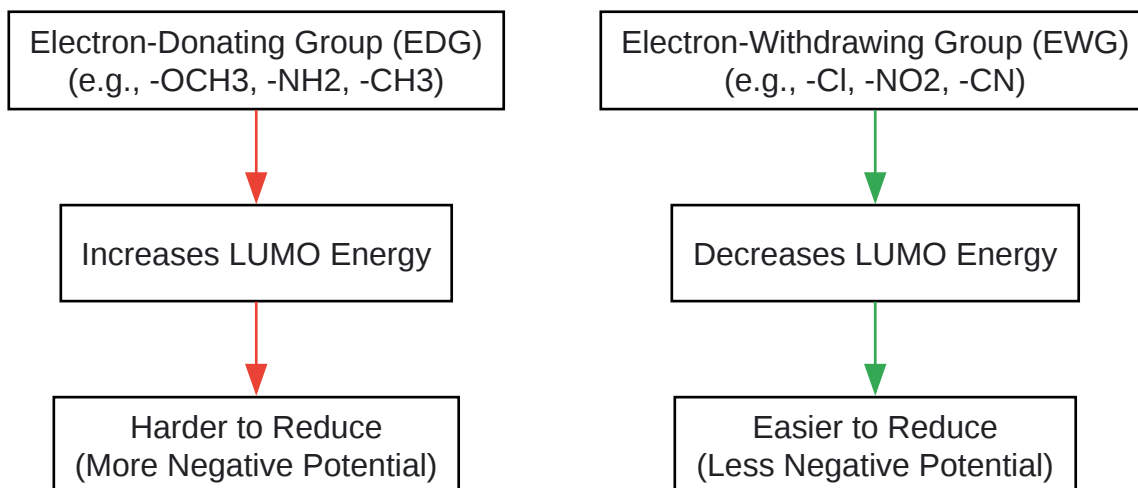 Electron-Donating Group (EDG)
(e.g., -OCH3, -NH2, -CH3)
Increases LUMO Energy
Harder to Reduce
(More Negative Potential)
Electron-Withdrawing Group (EWG)
(e.g., -Cl, -NO2, -CN)
Decreases LUMO Energy
Easier to Reduce
(Less Negative Potential)